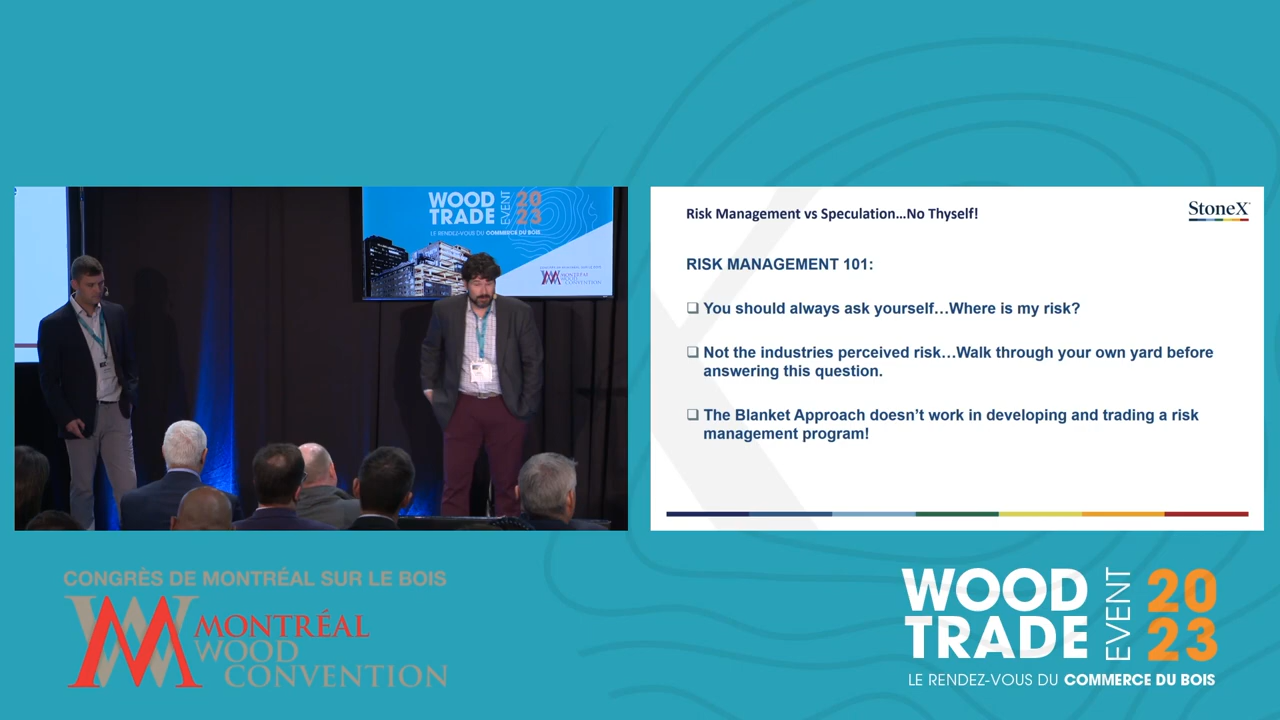 WOOD
TRADE
EVENT
20
23
LE RENDEZ-VOUS DU COMMERCE DU BOIS
MONTRÉAL
WOOD
CONVENTION
Risk Management vs Speculation…No Thyself!
StoneX
RISK MANAGEMENT 101:
❑ You should always ask yourself…Where is my risk?
❑ Not the industries perceived risk…Walk through your own yard before
answering this question.
❑ The Blanket Approach doesn’t work in developing and trading a risk
management program!
CONGRÈS DE MONTRÉAL SUR LE BOIS
MONTRÉAL
WOOD
CONVENTION
WOOD
TRADE
EVENT
20
23
LE RENDEZ-VOUS DU COMMERCE DU BOIS